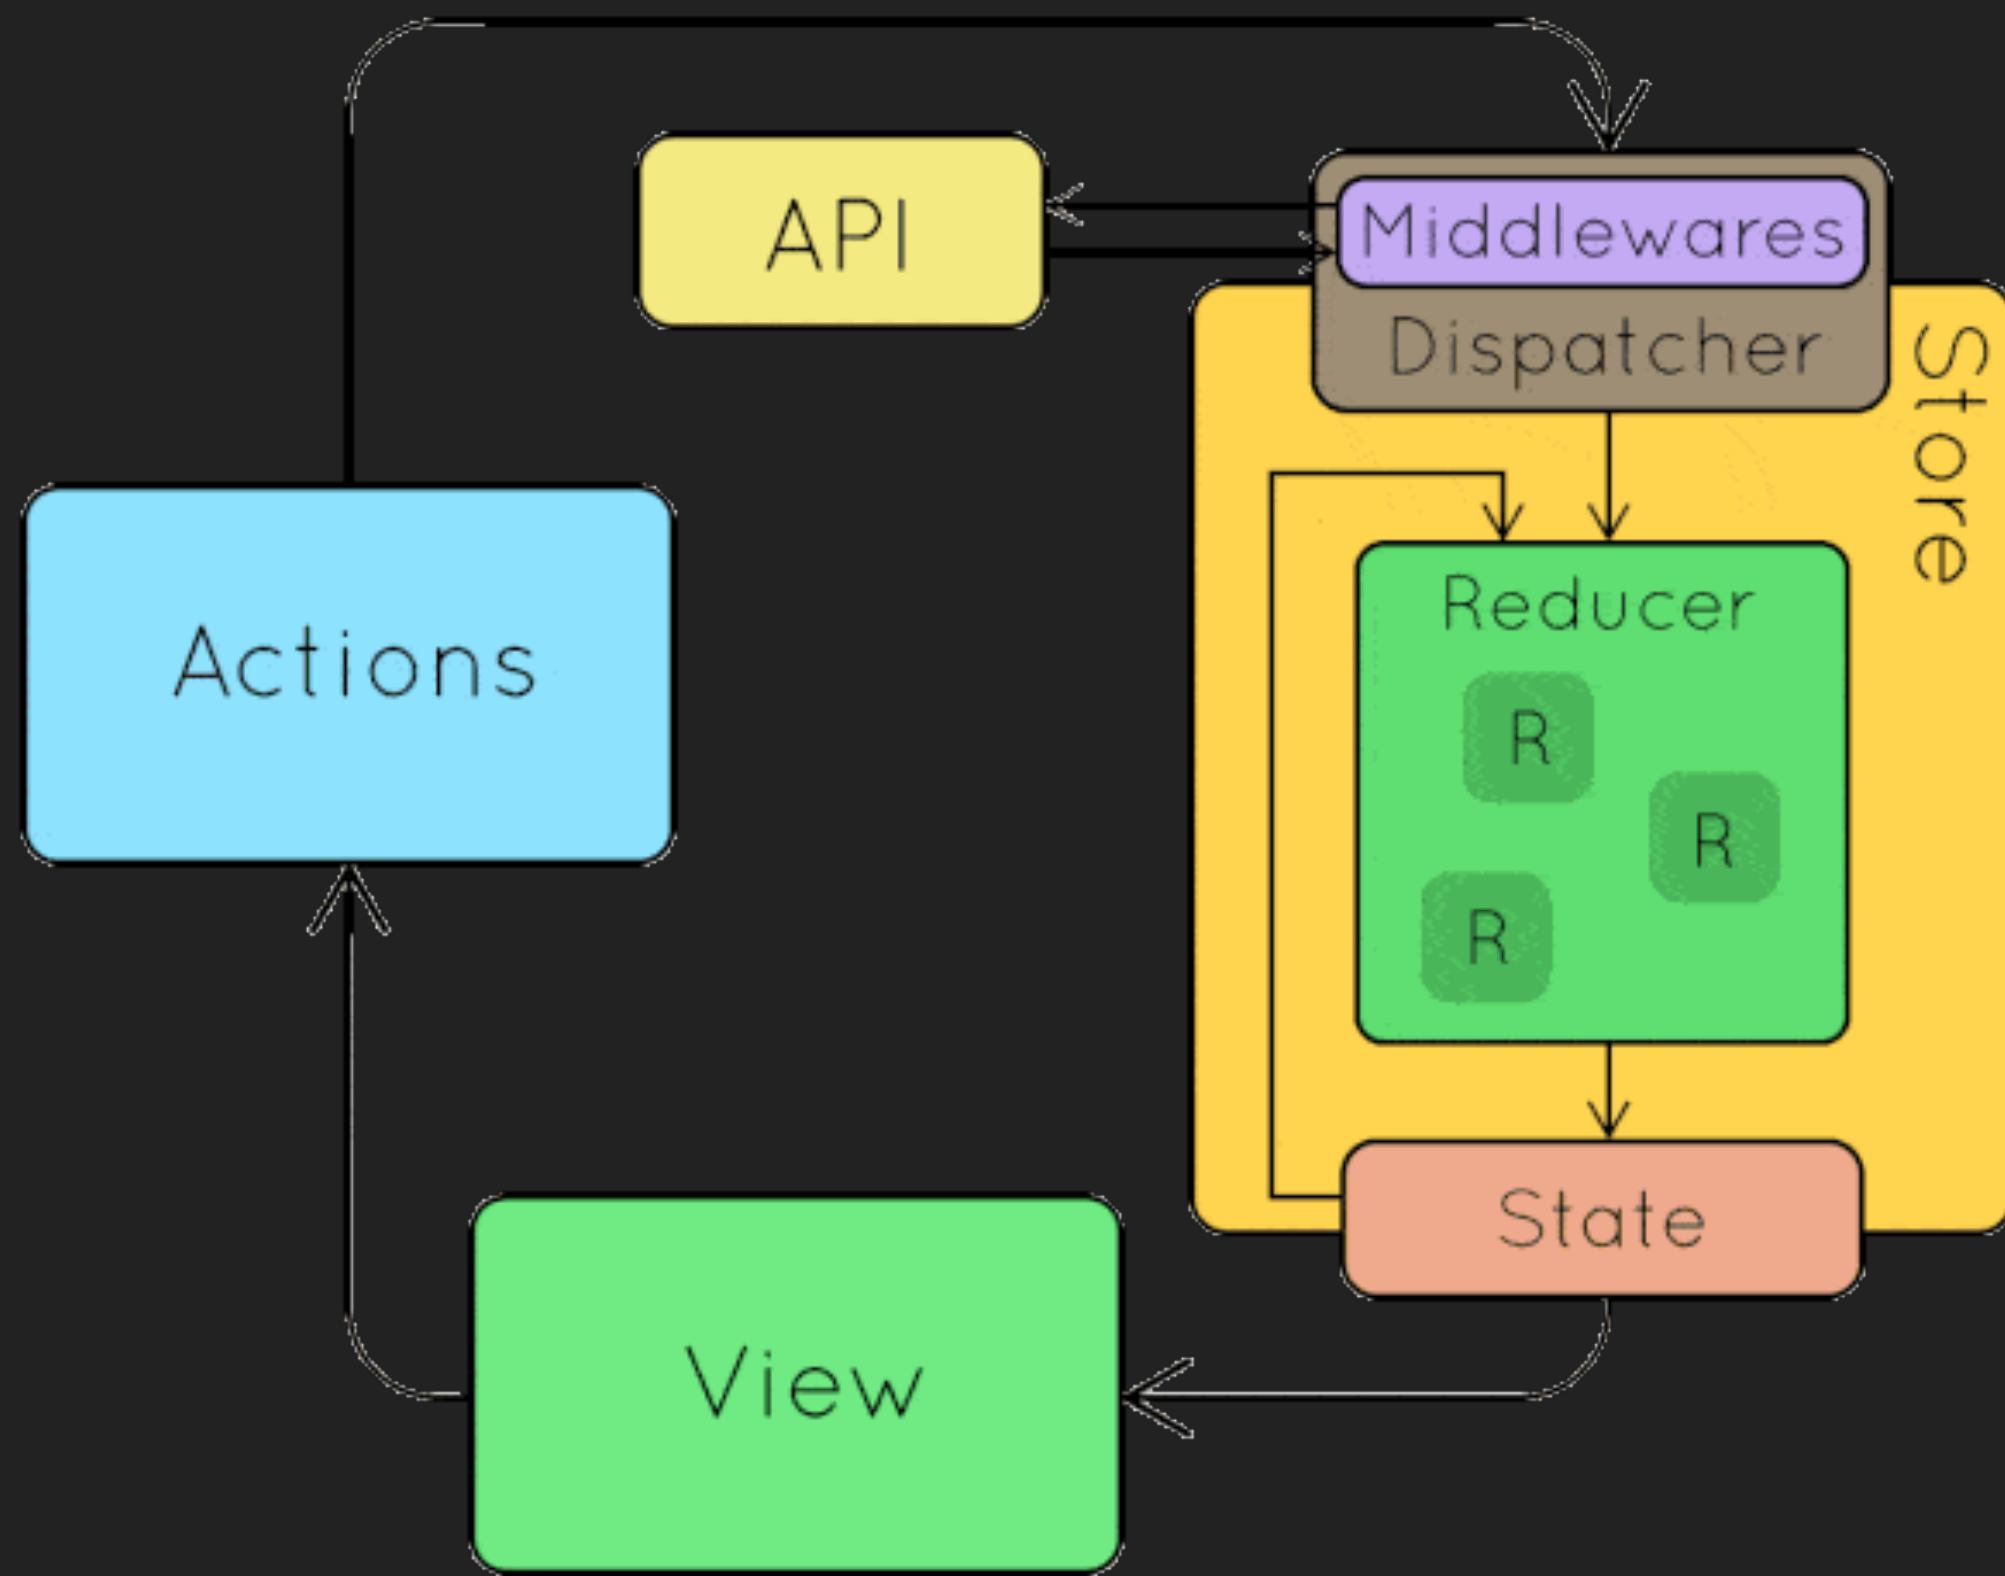 API
Middlewares
Dispatcher
Store
Actions
Reducer
R
R
R
State
View